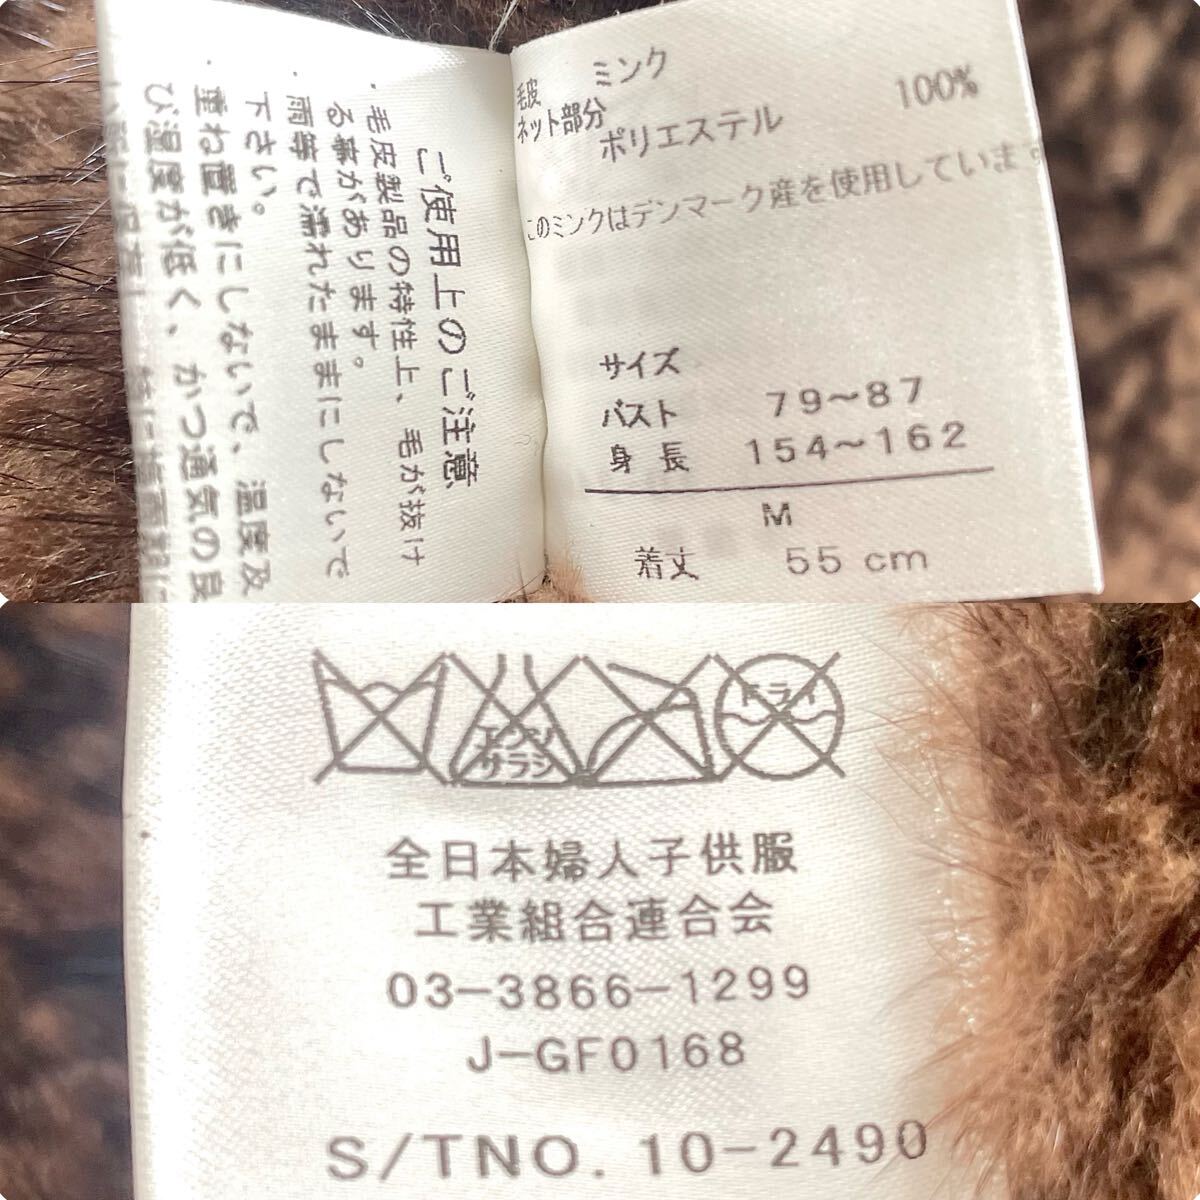 毛皮 ミンク
ネット部分 ポリエステル 100%
このミンクはデンマーク産を使用しています
サイズ
バスト 79~87
身長 154~162
M
着丈 55cm
ご使用上のご注意
・毛皮製品の特性上、毛が抜け
る事があります。
・雨等で濡れたままにしないで
下さい。
・重ね置きにしないで、温度及
び湿度が低く、かつ通気の良
エンソ
サラシ
ドライ
全日本婦人子供服
工業組合連合会
03-3866-1299
J-GF0168
S/TNO. 10-2490